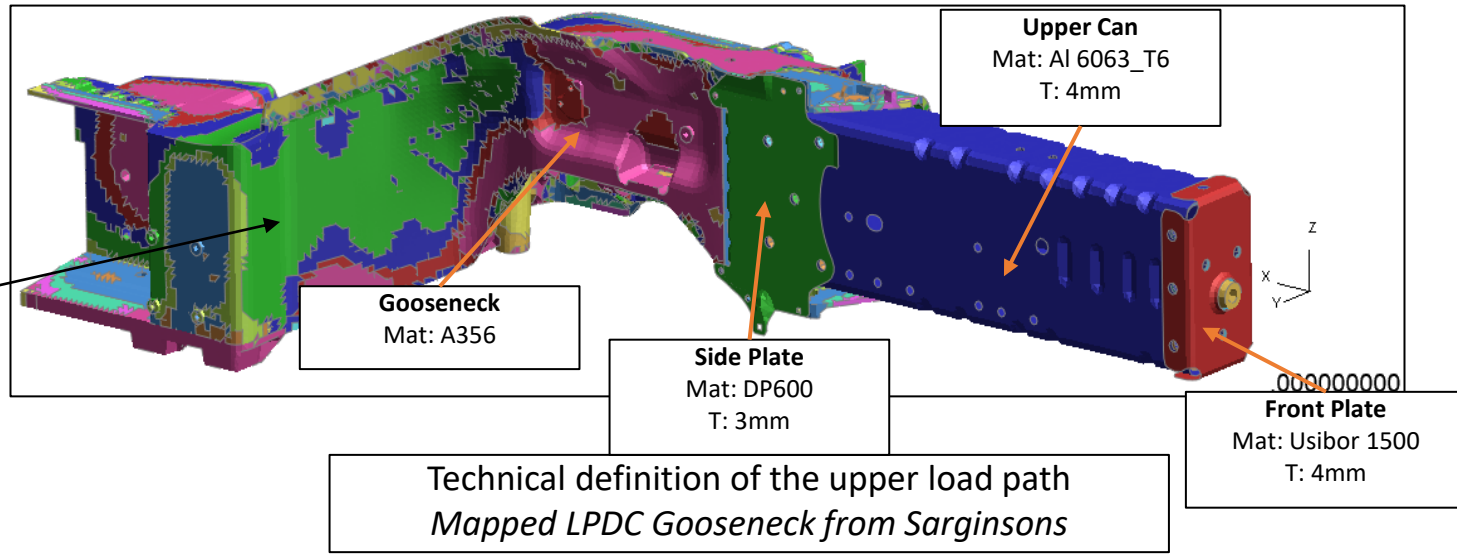 Upper Can
Mat: Al 6063_T6
T: 4mm
Z
X
Y
Gooseneck
Mat: A356
Side Plate
Mat: DP600
T: 3mm
.000000000
Front Plate
Mat: Usibor 1500
T: 4mm
Technical definition of the upper load path
Mapped LPDC Gooseneck from Sarginsons